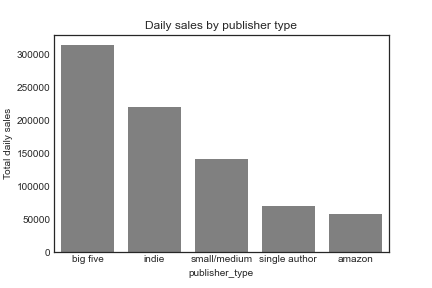 Daily sales by publisher type
Total daily sales
300000
250000
200000
150000
100000
50000
0
big five indie small/medium single author amazon
publisher_type